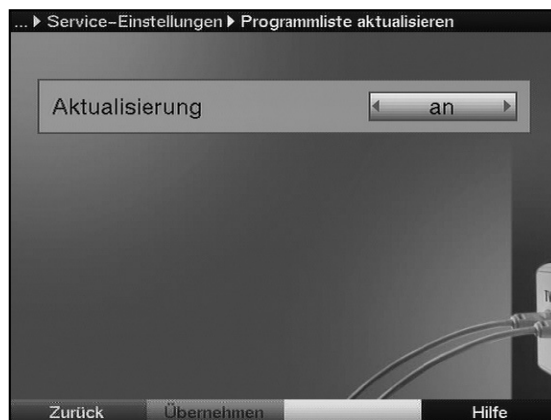 ... ▶ Service-Einstellungen ▶ Programmliste aktualisieren
Aktualisierung an
Zurück Übernehmen Hilfe